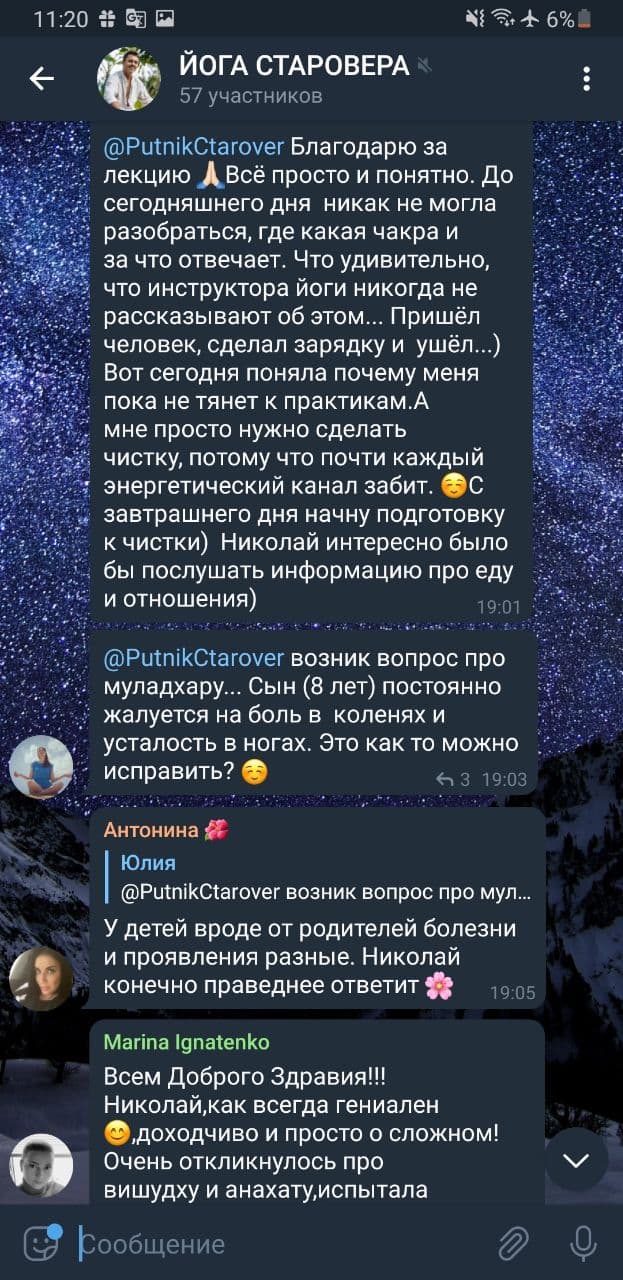 11:20
6%
ЙОГА СТАРОВЕРА
57 участников
@PutnikCtarover Благодарю за
лекцию 🙏🏻Всё просто и понятно. До
сегодняшнего дня никак не могла
разобраться, где какая чакра и
за что отвечает. Что удивительно,
что инструктора йоги никогда не
рассказывают об этом... Пришёл
человек, сделал зарядку и ушёл...)
Вот сегодня поняла почему меня
пока не тянет к практикам.А
мне просто нужно сделать
чистку, потому что почти каждый
энергетический канал забит. ☺️С
завтрашнего дня начну подготовку
к чистки) Николай интересно было
бы послушать информацию про еду
и отношения)
19:01
@PutnikCtarover возник вопрос про
муладхару... Сын (8 лет) постоянно
жалуется на боль в коленях и
усталость в ногах. Это как то можно
исправить? ☺️
3 19:03
Антонина 🌺
Юлия
@PutnikCtarover возник вопрос про мул...
У детей вроде от родителей болезни
и проявления разные. Николай
конечно праведнее ответит 🌸
19:05
Marina Ignatenko
Всем Доброго Здравия!!!
Николай,как всегда гениален
😊,доходчиво и просто о сложном!
Очень откликнулось про
вишудху и анахату,испытала
Сообщение